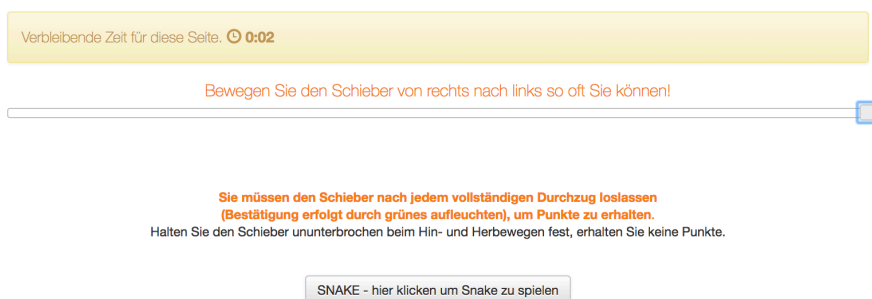 Verbleibende Zeit für diese Seite. 0:02
Bewegen Sie den Schieber von rechts nach links so oft Sie können!
Sie müssen den Schieber nach jedem vollständigen Durchzug loslassen
(Bestätigung erfolgt durch grünes aufleuchten), um Punkte zu erhalten.
Halten Sie den Schieber ununterbrochen beim Hin- und Herbewegen fest, erhalten Sie keine Punkte.
SNAKE - hier klicken um Snake zu spielen